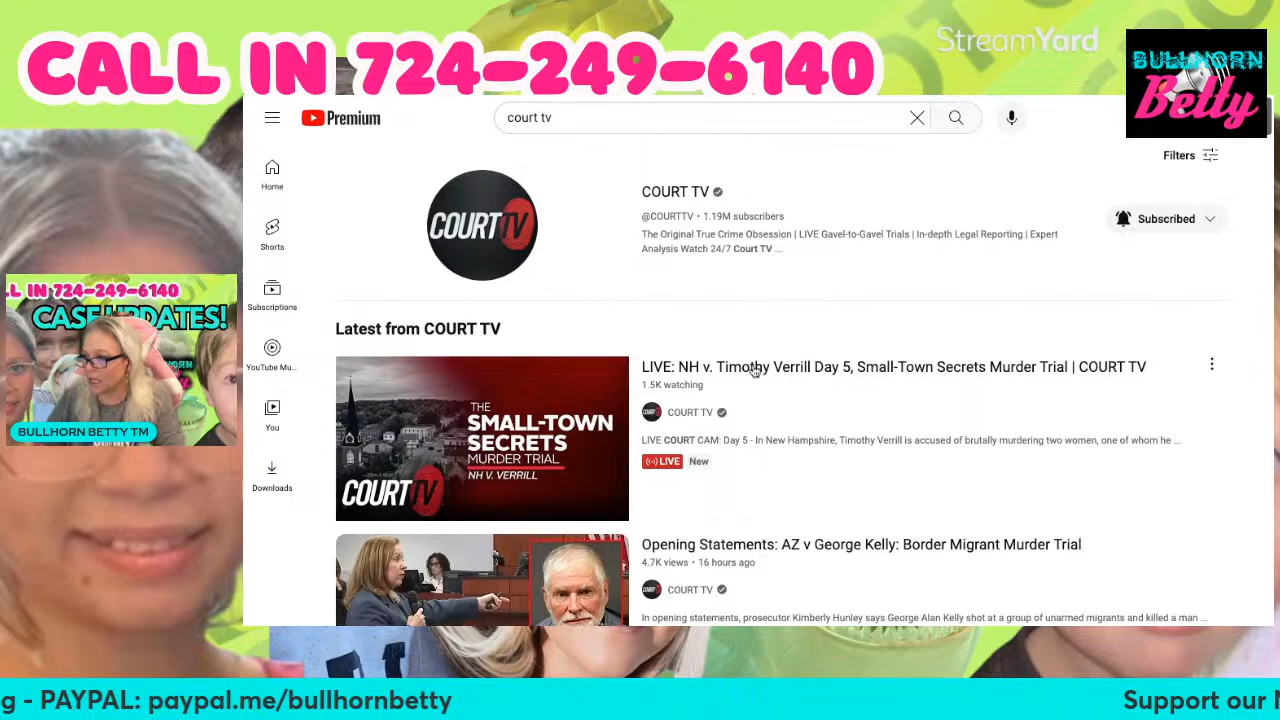 CALL IN 724-249-6140
StreamYard
BULLHORN
Betty
Premium
court tv
Filters
Home
Shorts
Subscriptions
YouTube Mu...
You
Downloads
COURT TV
COURT TV
@COURTTV • 1.19M subscribers
The Original True Crime Obsession | LIVE Gavel-to-Gavel Trials | In-depth Legal Reporting | Expert
Analysis Watch 24/7 Court TV ...
Subscribed
Latest from COURT TV
THE
SMALL-TOWN
SECRETS
MURDER TRIAL
NH V. VERRILL
COURT TV
LIVE: NH v. Timothy Verrill Day 5, Small-Town Secrets Murder Trial | COURT TV
1.5K watching
COURT TV
LIVE COURT CAM: Day 5 - In New Hampshire, Timothy Verrill is accused of brutally murdering two women, one of whom he ...
LIVE New
Opening Statements: AZ v George Kelly: Border Migrant Murder Trial
4.7K views • 16 hours ago
COURT TV
In opening statements, prosecutor Kimberly Hunley says George Alan Kelly shot at a group of unarmed migrants and killed a man ...
LL IN 724-249-6140
CASE UPDATES!
BULLHORN BETTY TM
g - PAYPAL: paypal.me/bullhornbetty
Support our N